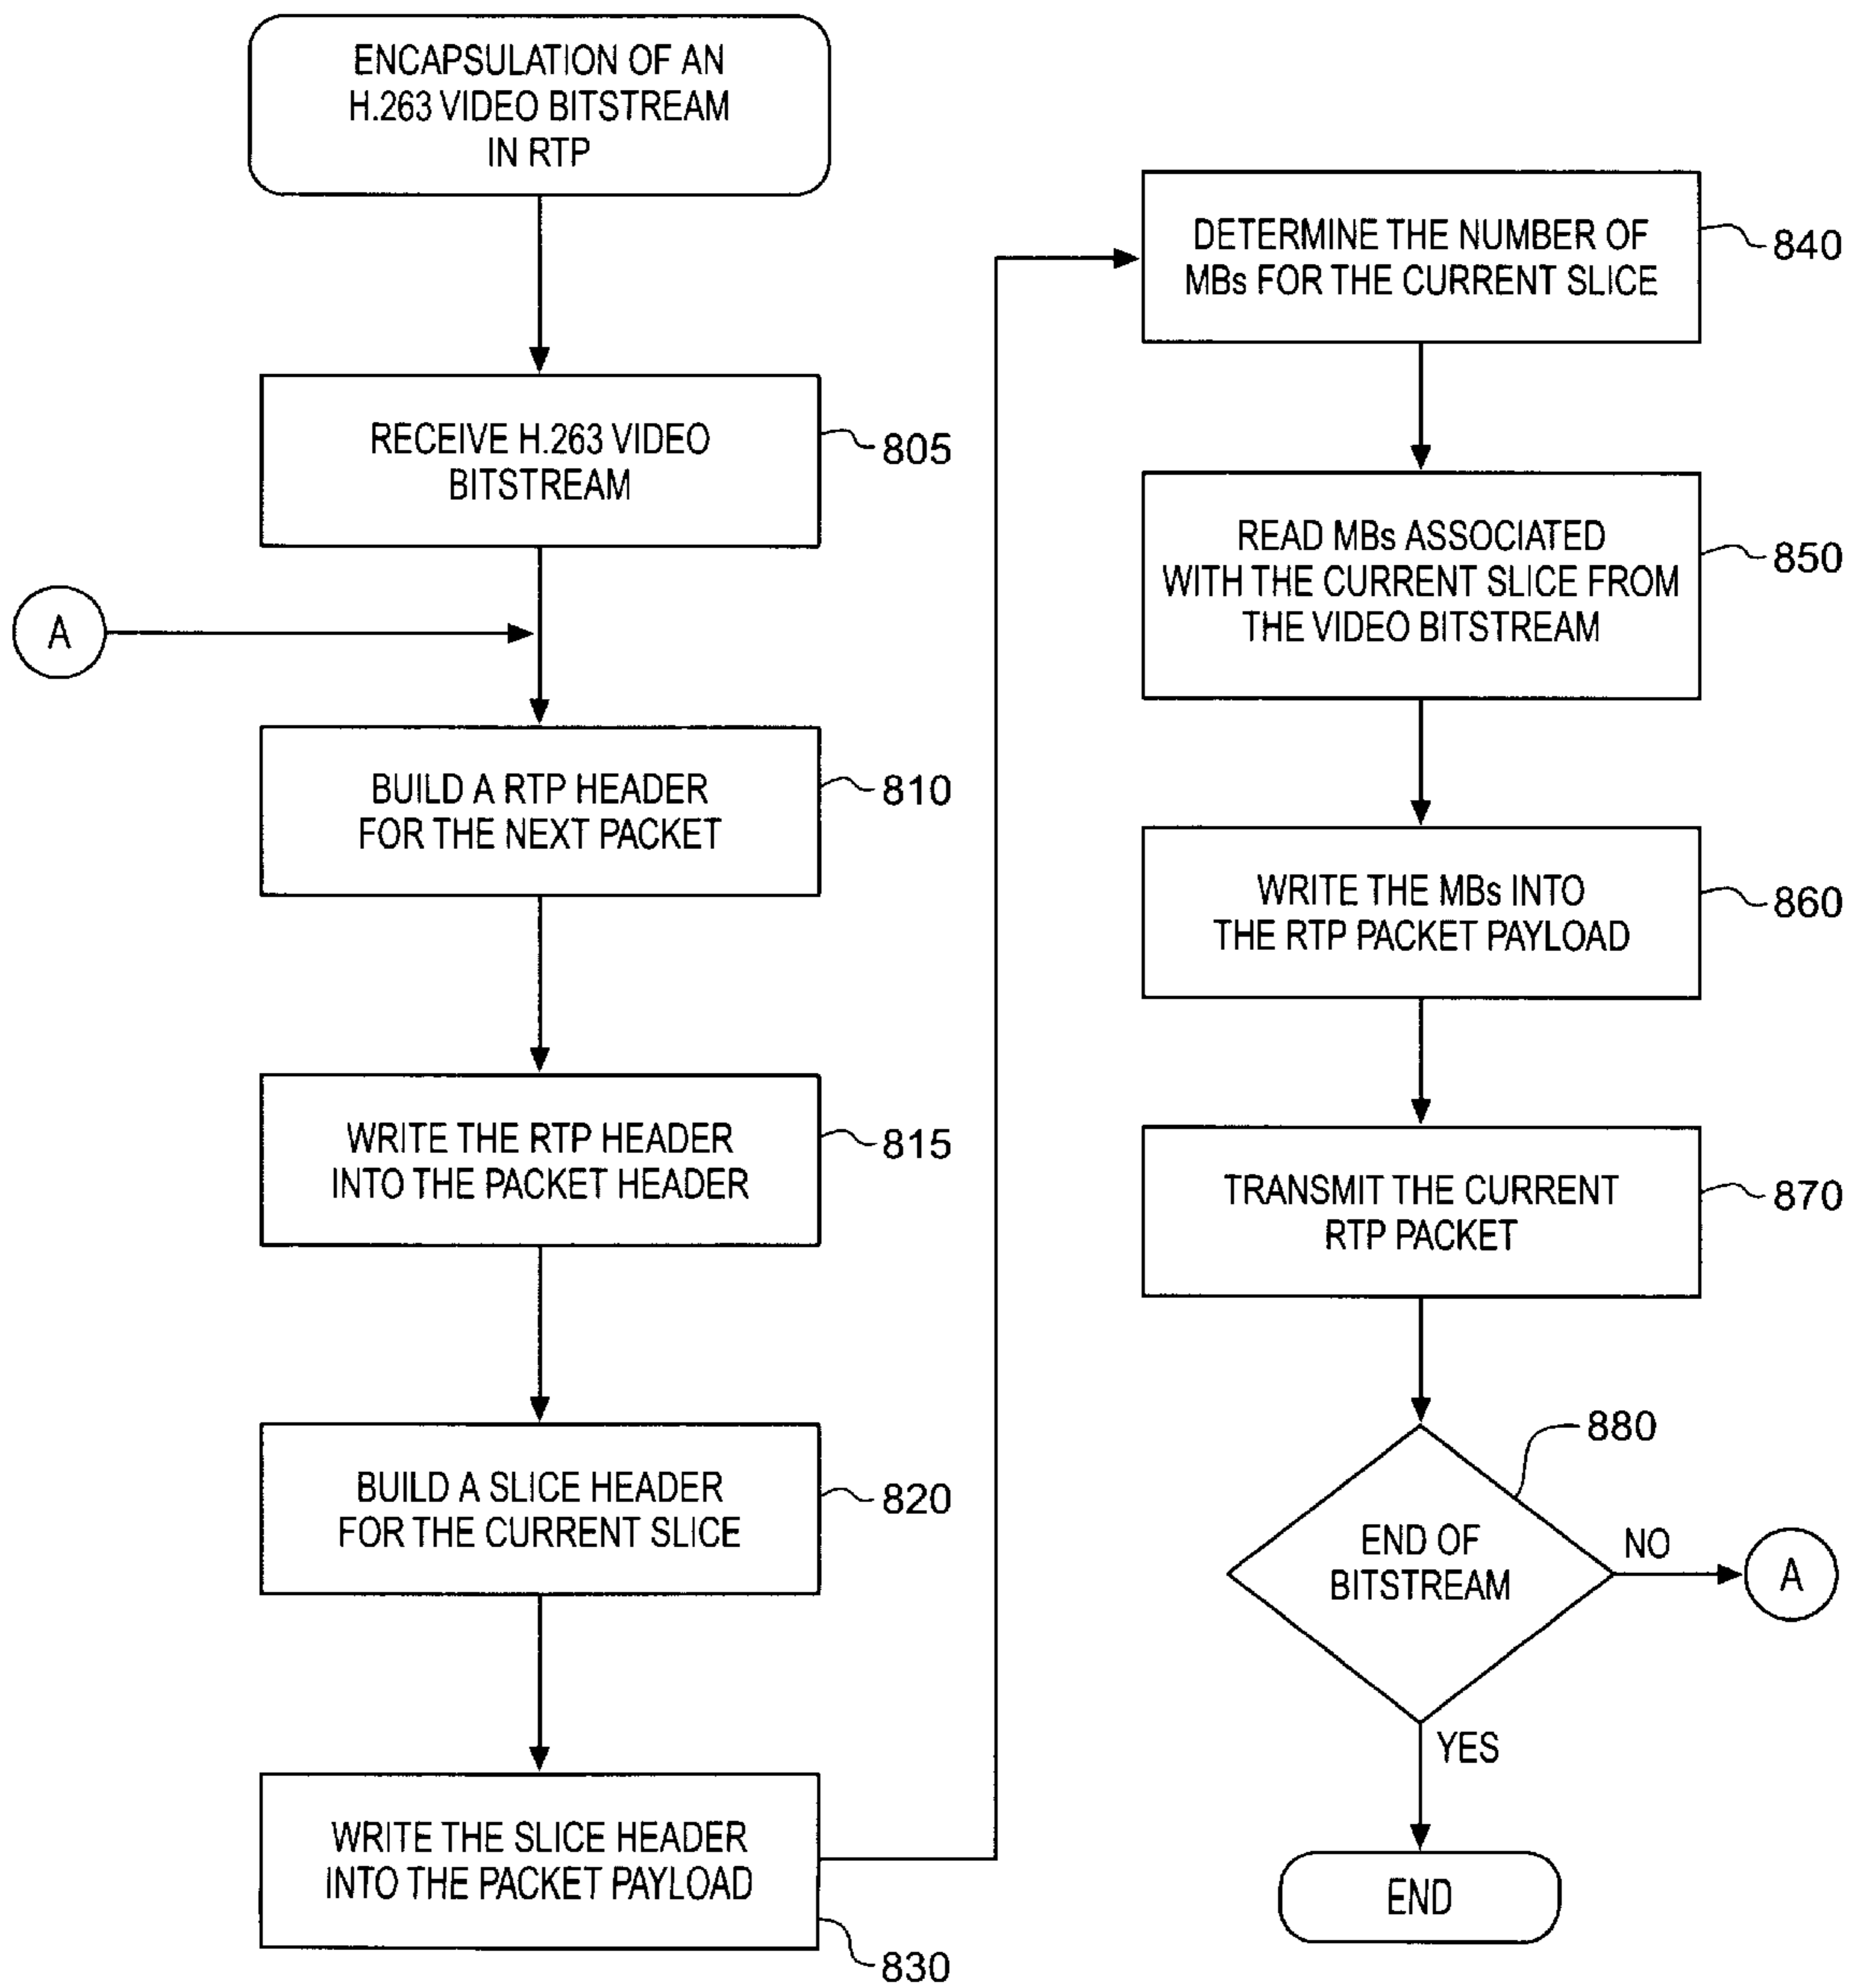 ENCAPSULATION OF AN
H.263 VIDEO BITSTREAM
IN RTP
RECEIVE H.263 VIDEO
BITSTREAM
805
A
BUILD A RTP HEADER
FOR THE NEXT PACKET
810
WRITE THE RTP HEADER
INTO THE PACKET HEADER
815
BUILD A SLICE HEADER
FOR THE CURRENT SLICE
820
WRITE THE SLICE HEADER
INTO THE PACKET PAYLOAD
830
DETERMINE THE NUMBER OF
MBs FOR THE CURRENT SLICE
840
READ MBs ASSOCIATED
WITH THE CURRENT SLICE FROM
THE VIDEO BITSTREAM
850
WRITE THE MBs INTO
THE RTP PACKET PAYLOAD
860
TRANSMIT THE CURRENT
RTP PACKET
870
880
END OF
BITSTREAM
NO
A
YES
END